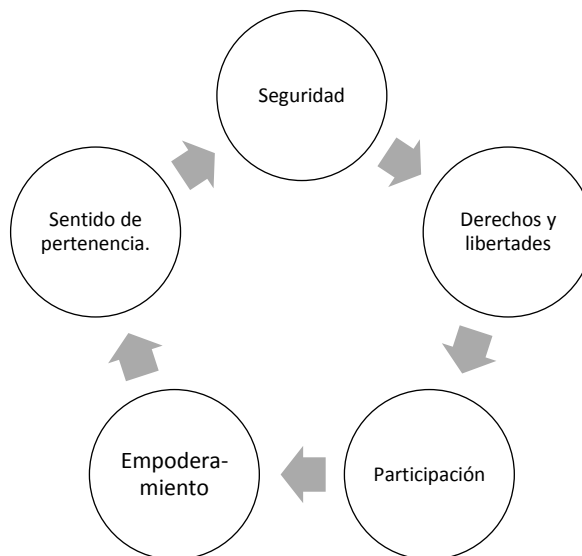 Seguridad
Derechos y
libertades
Participación
Empodera-
miento
Sentido de
pertenencia.